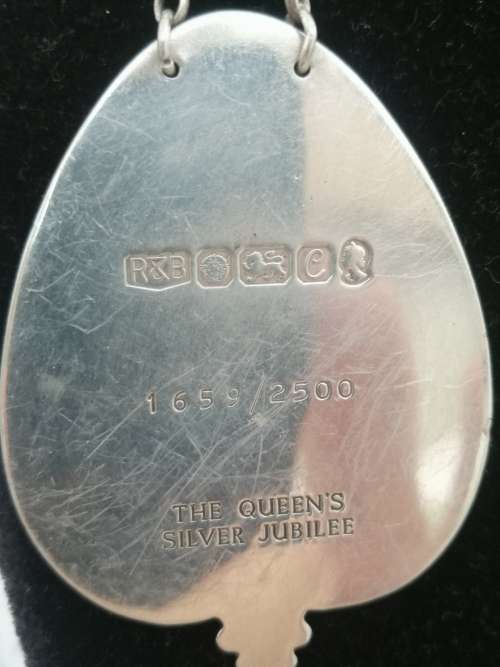 R&B C
1659/2500
THE QUEEN'S
SILVER JUBILEE